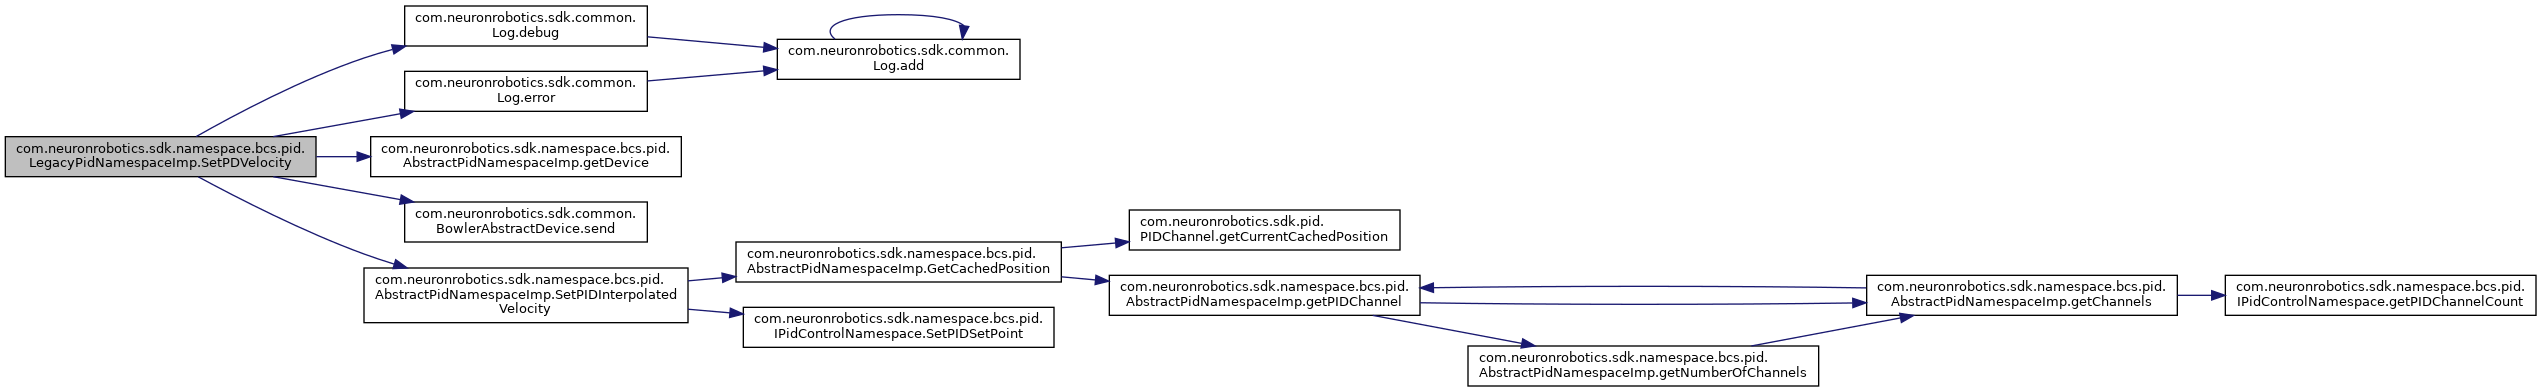 com.neuronrobotics.sdk.common.
Log.debug
com.neuronrobotics.sdk.common.
Log.add
com.neuronrobotics.sdk.common.
Log.error
com.neuronrobotics.sdk.namespace.bcs.pid.
LegacyPidNamespaceImp.SetPDVelocity
com.neuronrobotics.sdk.namespace.bcs.pid.
AbstractPidNamespaceImp.getDevice
com.neuronrobotics.sdk.common.
BowlerAbstractDevice.send
com.neuronrobotics.sdk.namespace.bcs.pid.
AbstractPidNamespaceImp.SetPIDInterpolated
Velocity
com.neuronrobotics.sdk.namespace.bcs.pid.
AbstractPidNamespaceImp.GetCachedPosition
com.neuronrobotics.sdk.namespace.bcs.pid.
IPidControlNamespace.SetPIDSetPoint
com.neuronrobotics.sdk.pid.
PIDChannel.getCurrentCachedPosition
com.neuronrobotics.sdk.namespace.bcs.pid.
AbstractPidNamespaceImp.getPIDChannel
com.neuronrobotics.sdk.namespace.bcs.pid.
AbstractPidNamespaceImp.getNumberOfChannels
com.neuronrobotics.sdk.namespace.bcs.pid.
AbstractPidNamespaceImp.getChannels
com.neuronrobotics.sdk.namespace.bcs.pid.
IPidControlNamespace.getPIDChannelCount